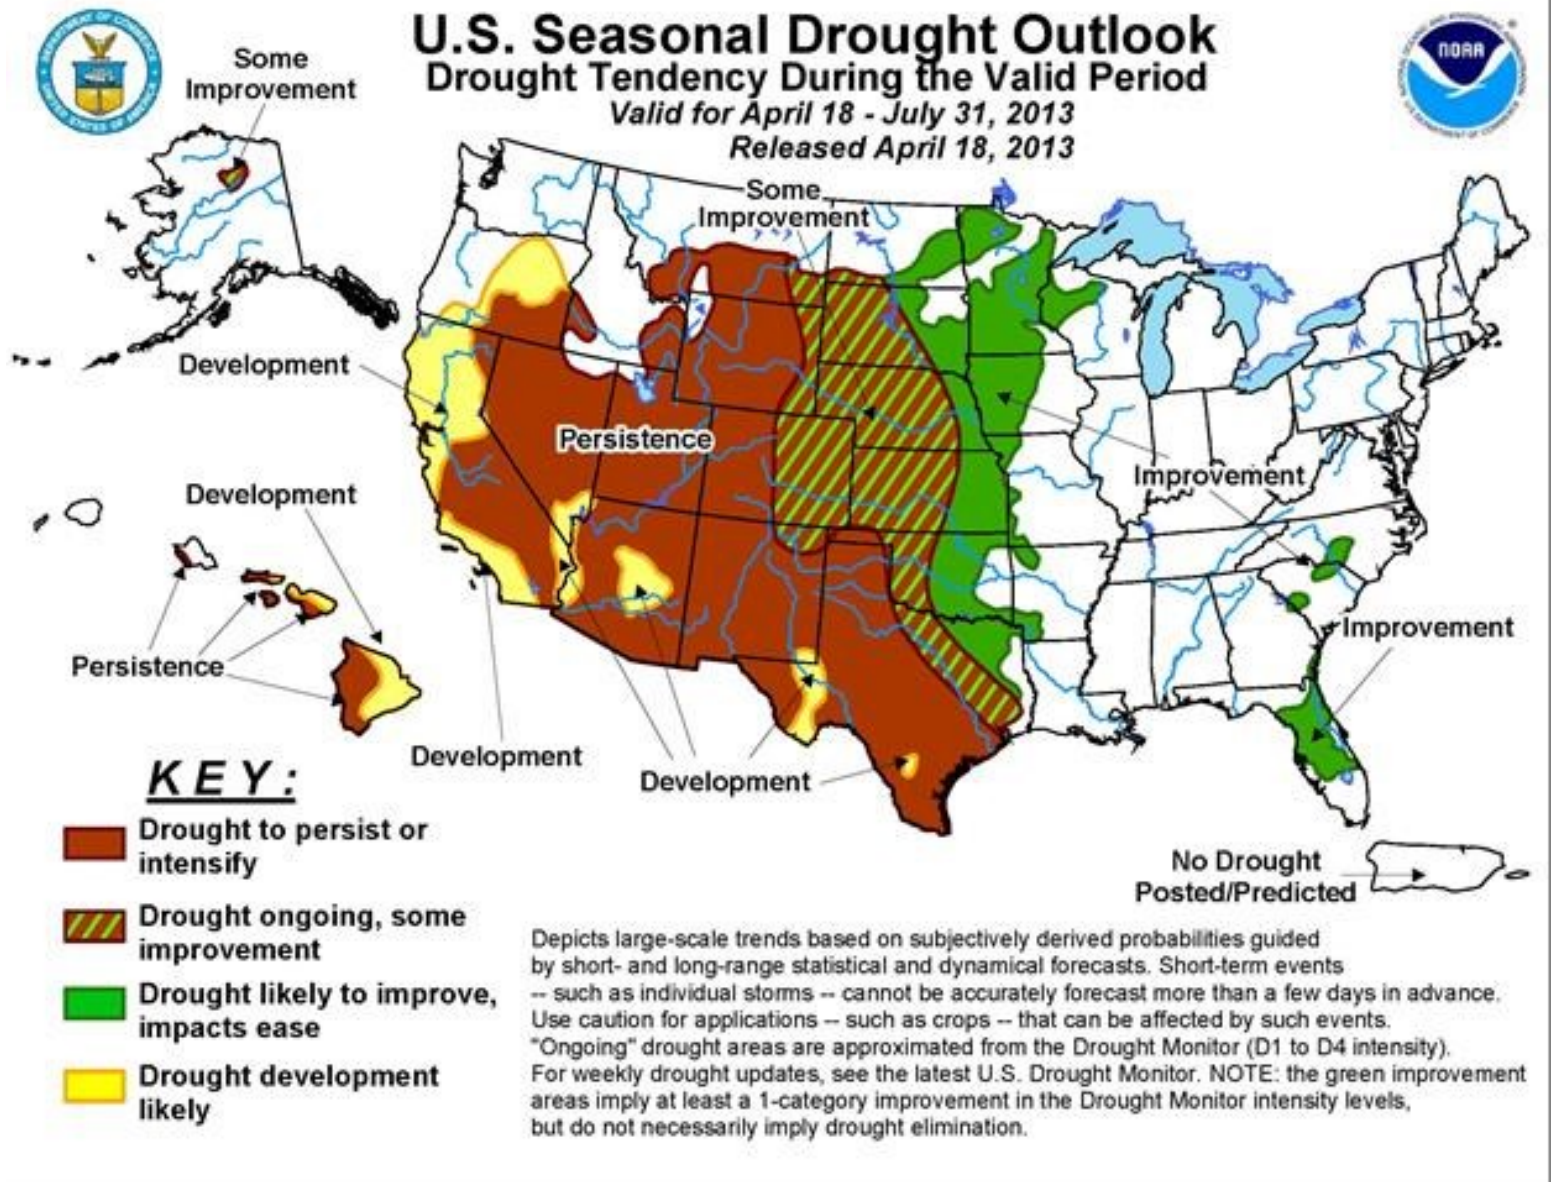 U.S. Seasonal Drought Outlook
Drought Tendency During the Valid Period
Valid for April 18 - July 31, 2013
Released April 18, 2013
DEPARTMENT OF COMMERCE
UNITED STATES OF AMERICA
NOAA
Some
Improvement
Some
Improvement
Development
Persistence
Improvement
Development
Improvement
Persistence
Development
Development
No Drought
Posted/Predicted
KEY:
Drought to persist or
intensify
Drought ongoing, some
improvement
Drought likely to improve,
impacts ease
Drought development
likely
Depicts large-scale trends based on subjectively derived probabilities guided
by short- and long-range statistical and dynamical forecasts. Short-term events
-- such as individual storms -- cannot be accurately forecast more than a few days in advance.
Use caution for applications -- such as crops -- that can be affected by such events.
"Ongoing" drought areas are approximated from the Drought Monitor (D1 to D4 intensity).
For weekly drought updates, see the latest U.S. Drought Monitor. NOTE: the green improvement
areas imply at least a 1-category improvement in the Drought Monitor intensity levels,
but do not necessarily imply drought elimination.